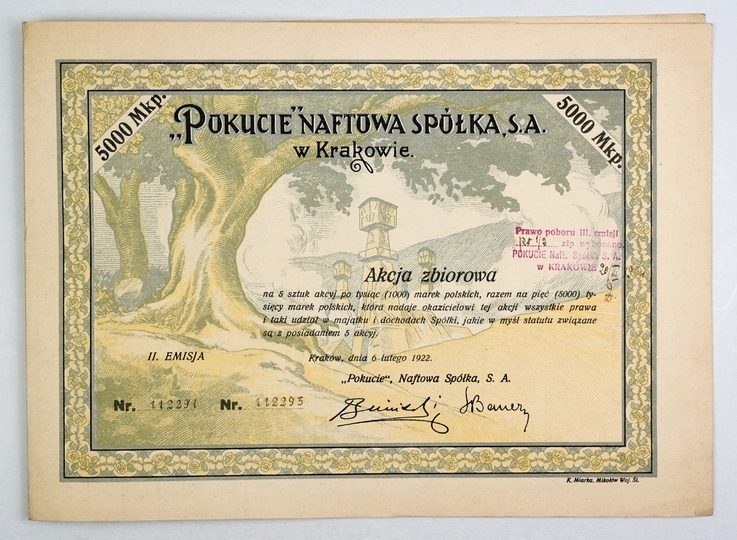 5000 Mkp.
5000 Mkp.
„POKUCIE" NAFTOWA SPÓŁKA, S.A.
w Krakowie.
Prawo poboru III. emisji
zlp wykonano.
POKUCIE Naft. Spółka, S. A.
w KRAKOWIE
Akcja zbiorowa
na 5 sztuk akcyj po tysiąc (1000) marek polskich, razem na pięć (5000) ty-
sięcy marek polskich, która nadaje okazicielowi tej akcji wszystkie prawa
i taki udział w majątku i dochodach Spółki, jakie w myśl statutu związane
są z posiadaniem 5 akcyj.
II. EMISJA
Kraków, dnia 6 lutego 1922.
„Pokucie", Naftowa Spółka, S. A.
Nr. 112291 Nr. 112295
K. Miarka, Mikołów Woj. Śl.